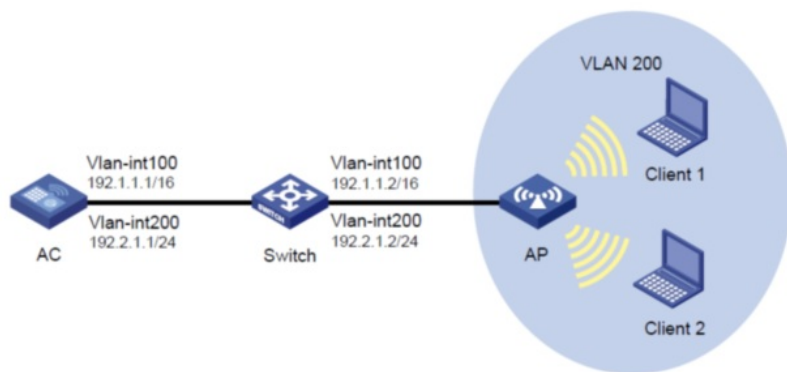 VLAN 200
Vlan-int100
192.1.1.1/16
Vlan-int100
192.1.1.2/16
Client 1
Vlan-int200
192.2.1.1/24
Vlan-int200
192.2.1.2/24
AC
SWITCH
Switch
AP
Client 2